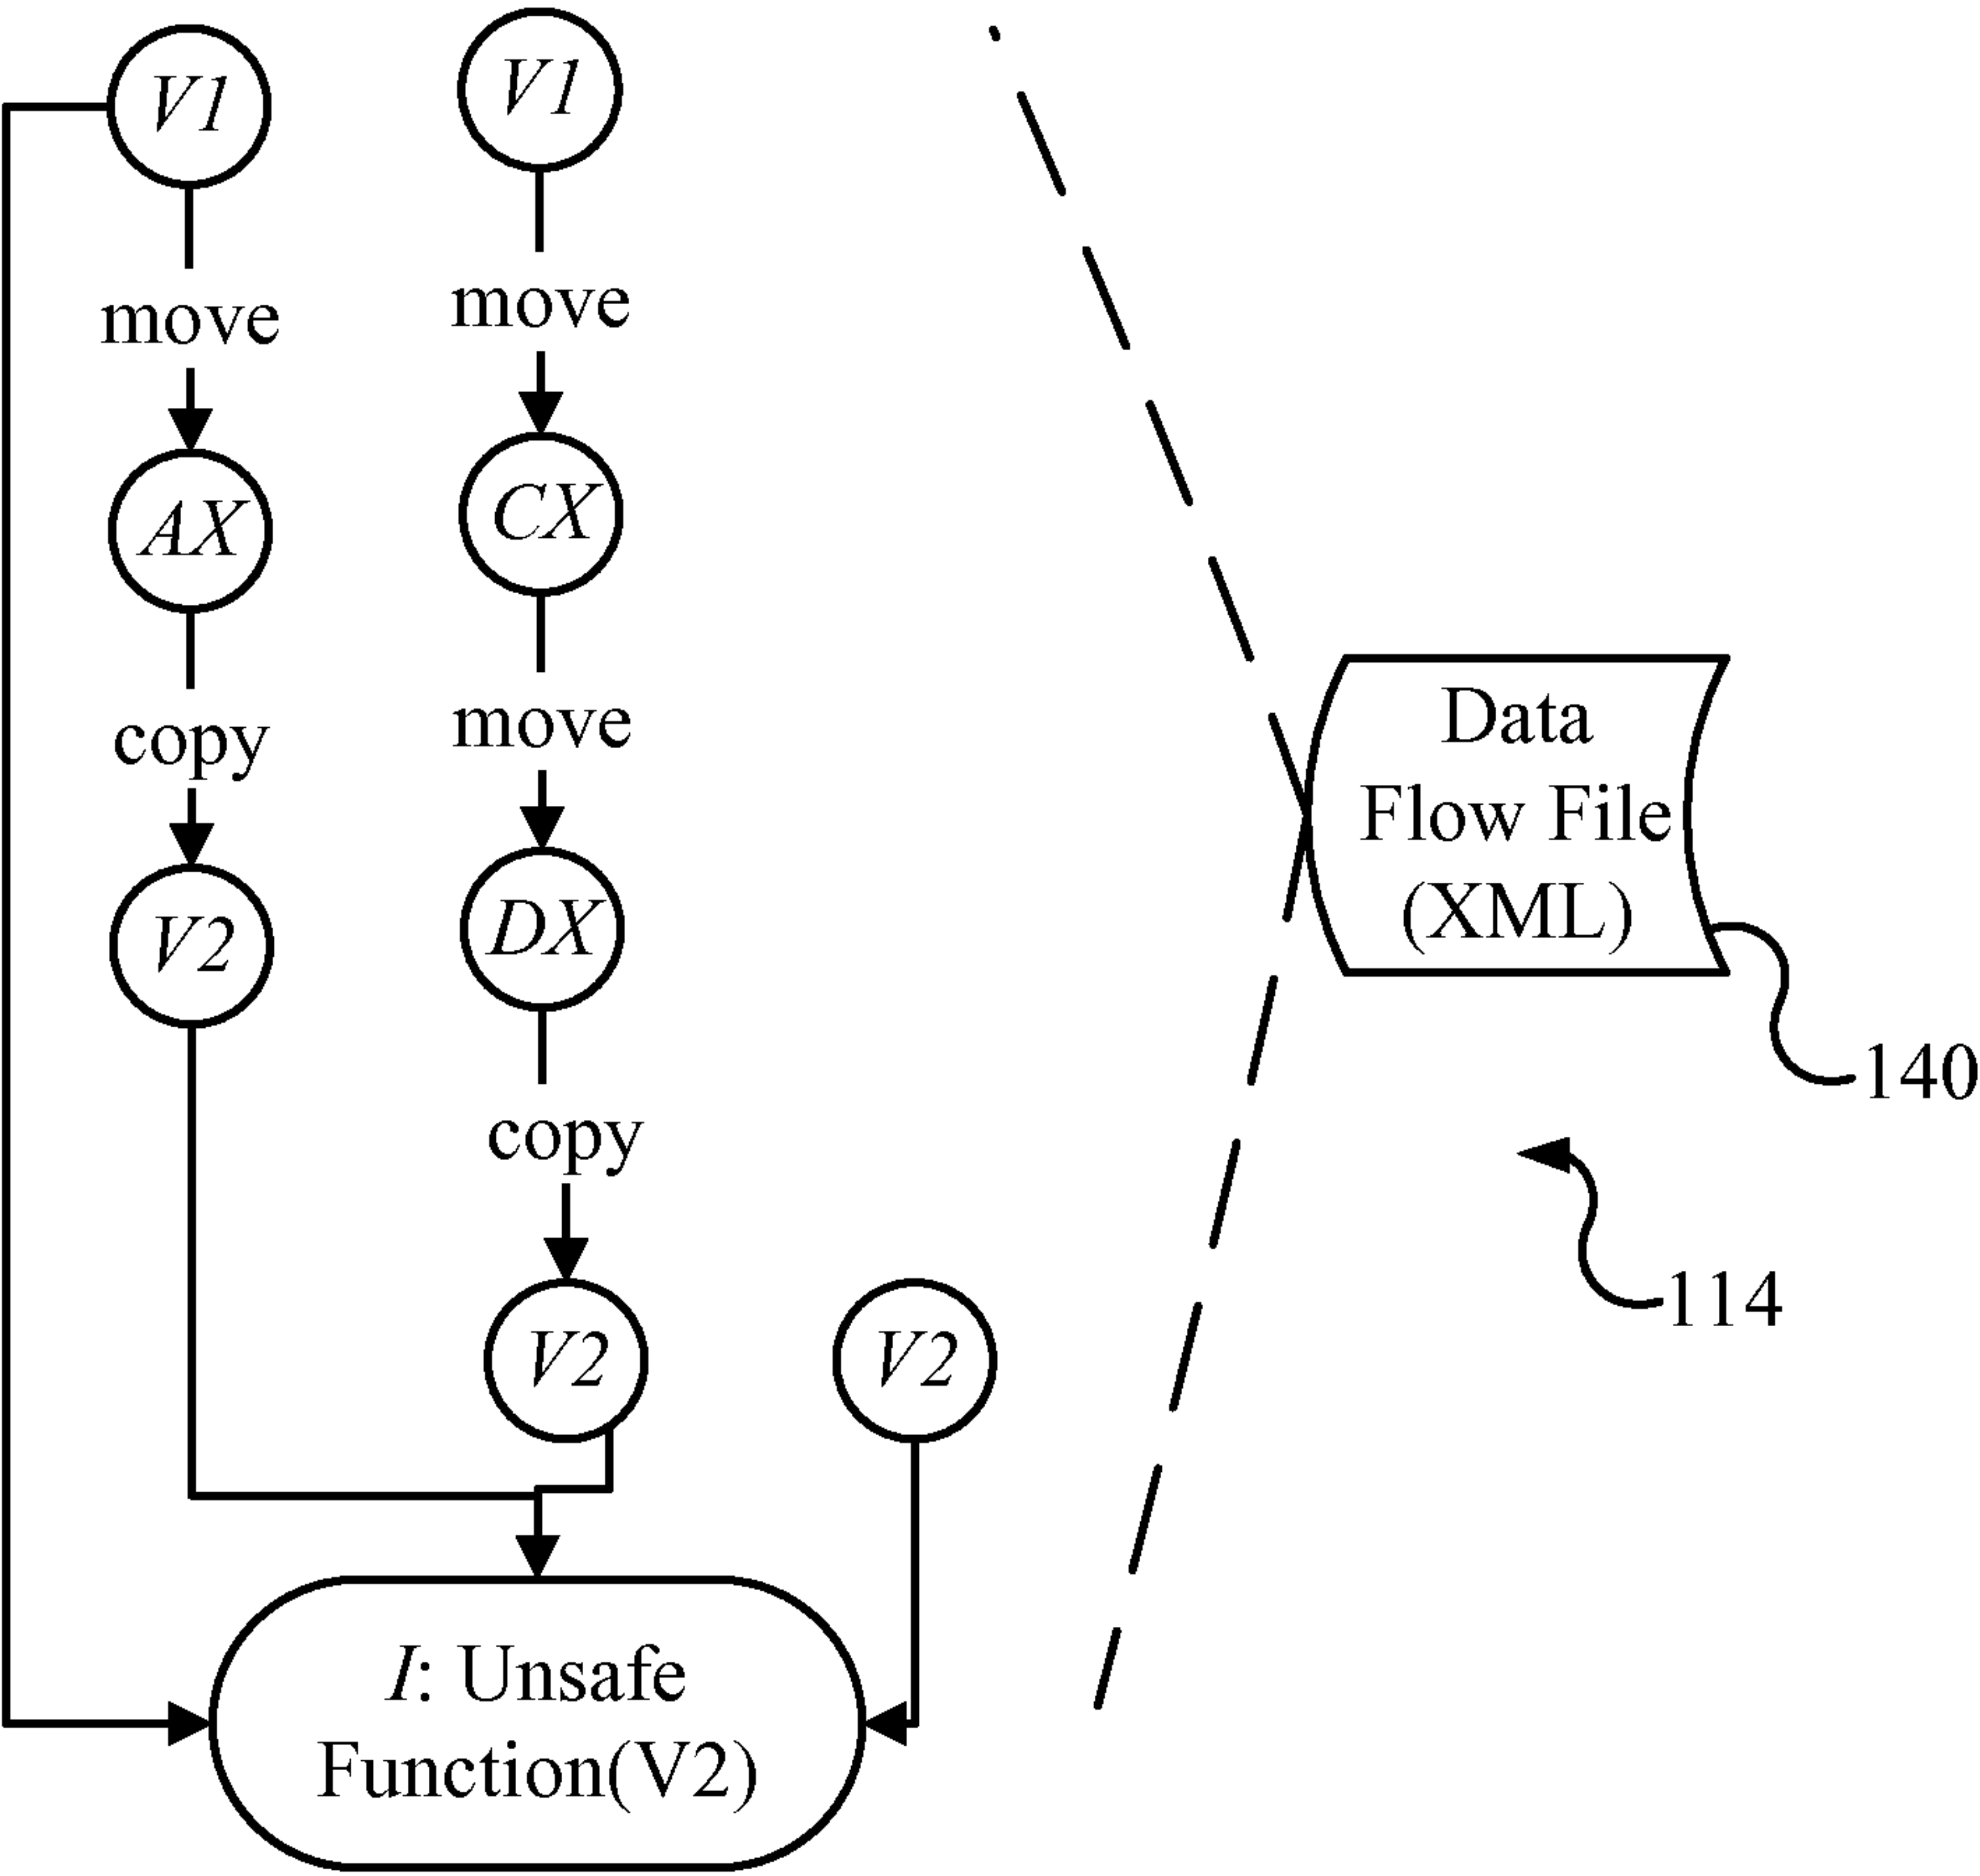 V1
V1
move
move
AX
CX
copy
move
V2
DX
copy
V2
V2
I: Unsafe
Function(V2)
Data
Flow File
(XML)
140
114